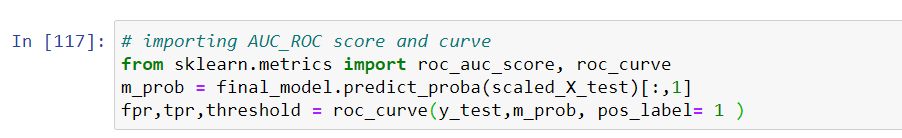 In [117]: # importing AUC_ROC score and curve
from sklearn.metrics import roc_auc_score, roc_curve
m_prob = final_model.predict_proba(scaled_X_test)[:,1]
fpr,tpr,threshold = roc_curve(y_test,m_prob, pos_label= 1 )